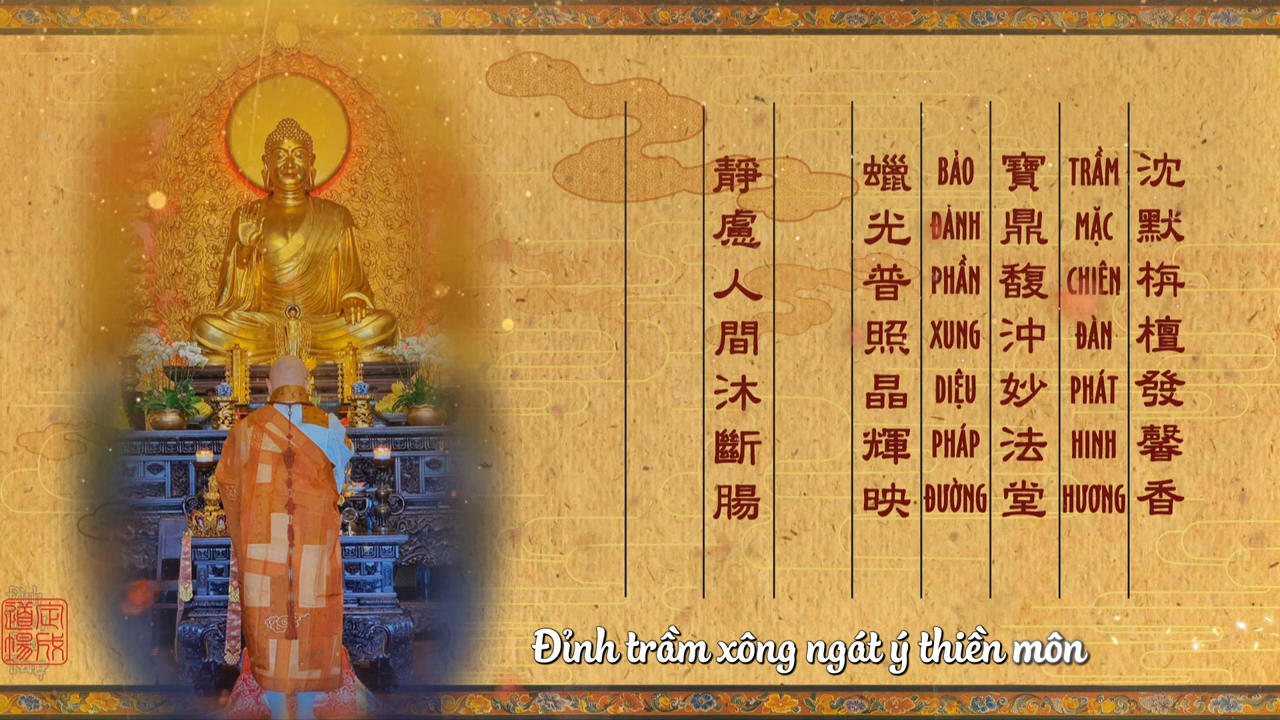 沈默栴檀發馨香
TRẦM MẶC CHIÊN ĐÀN PHÁT HINH HƯƠNG
寶鼎馥沖妙法堂
BẢO ĐẢNH PHẦN XUNG DIỆU PHÁP ĐƯỜNG
蠟光普照晶輝映
靜慮人間沐斷腸
Đỉnh trầm xông ngát ý thiền môn